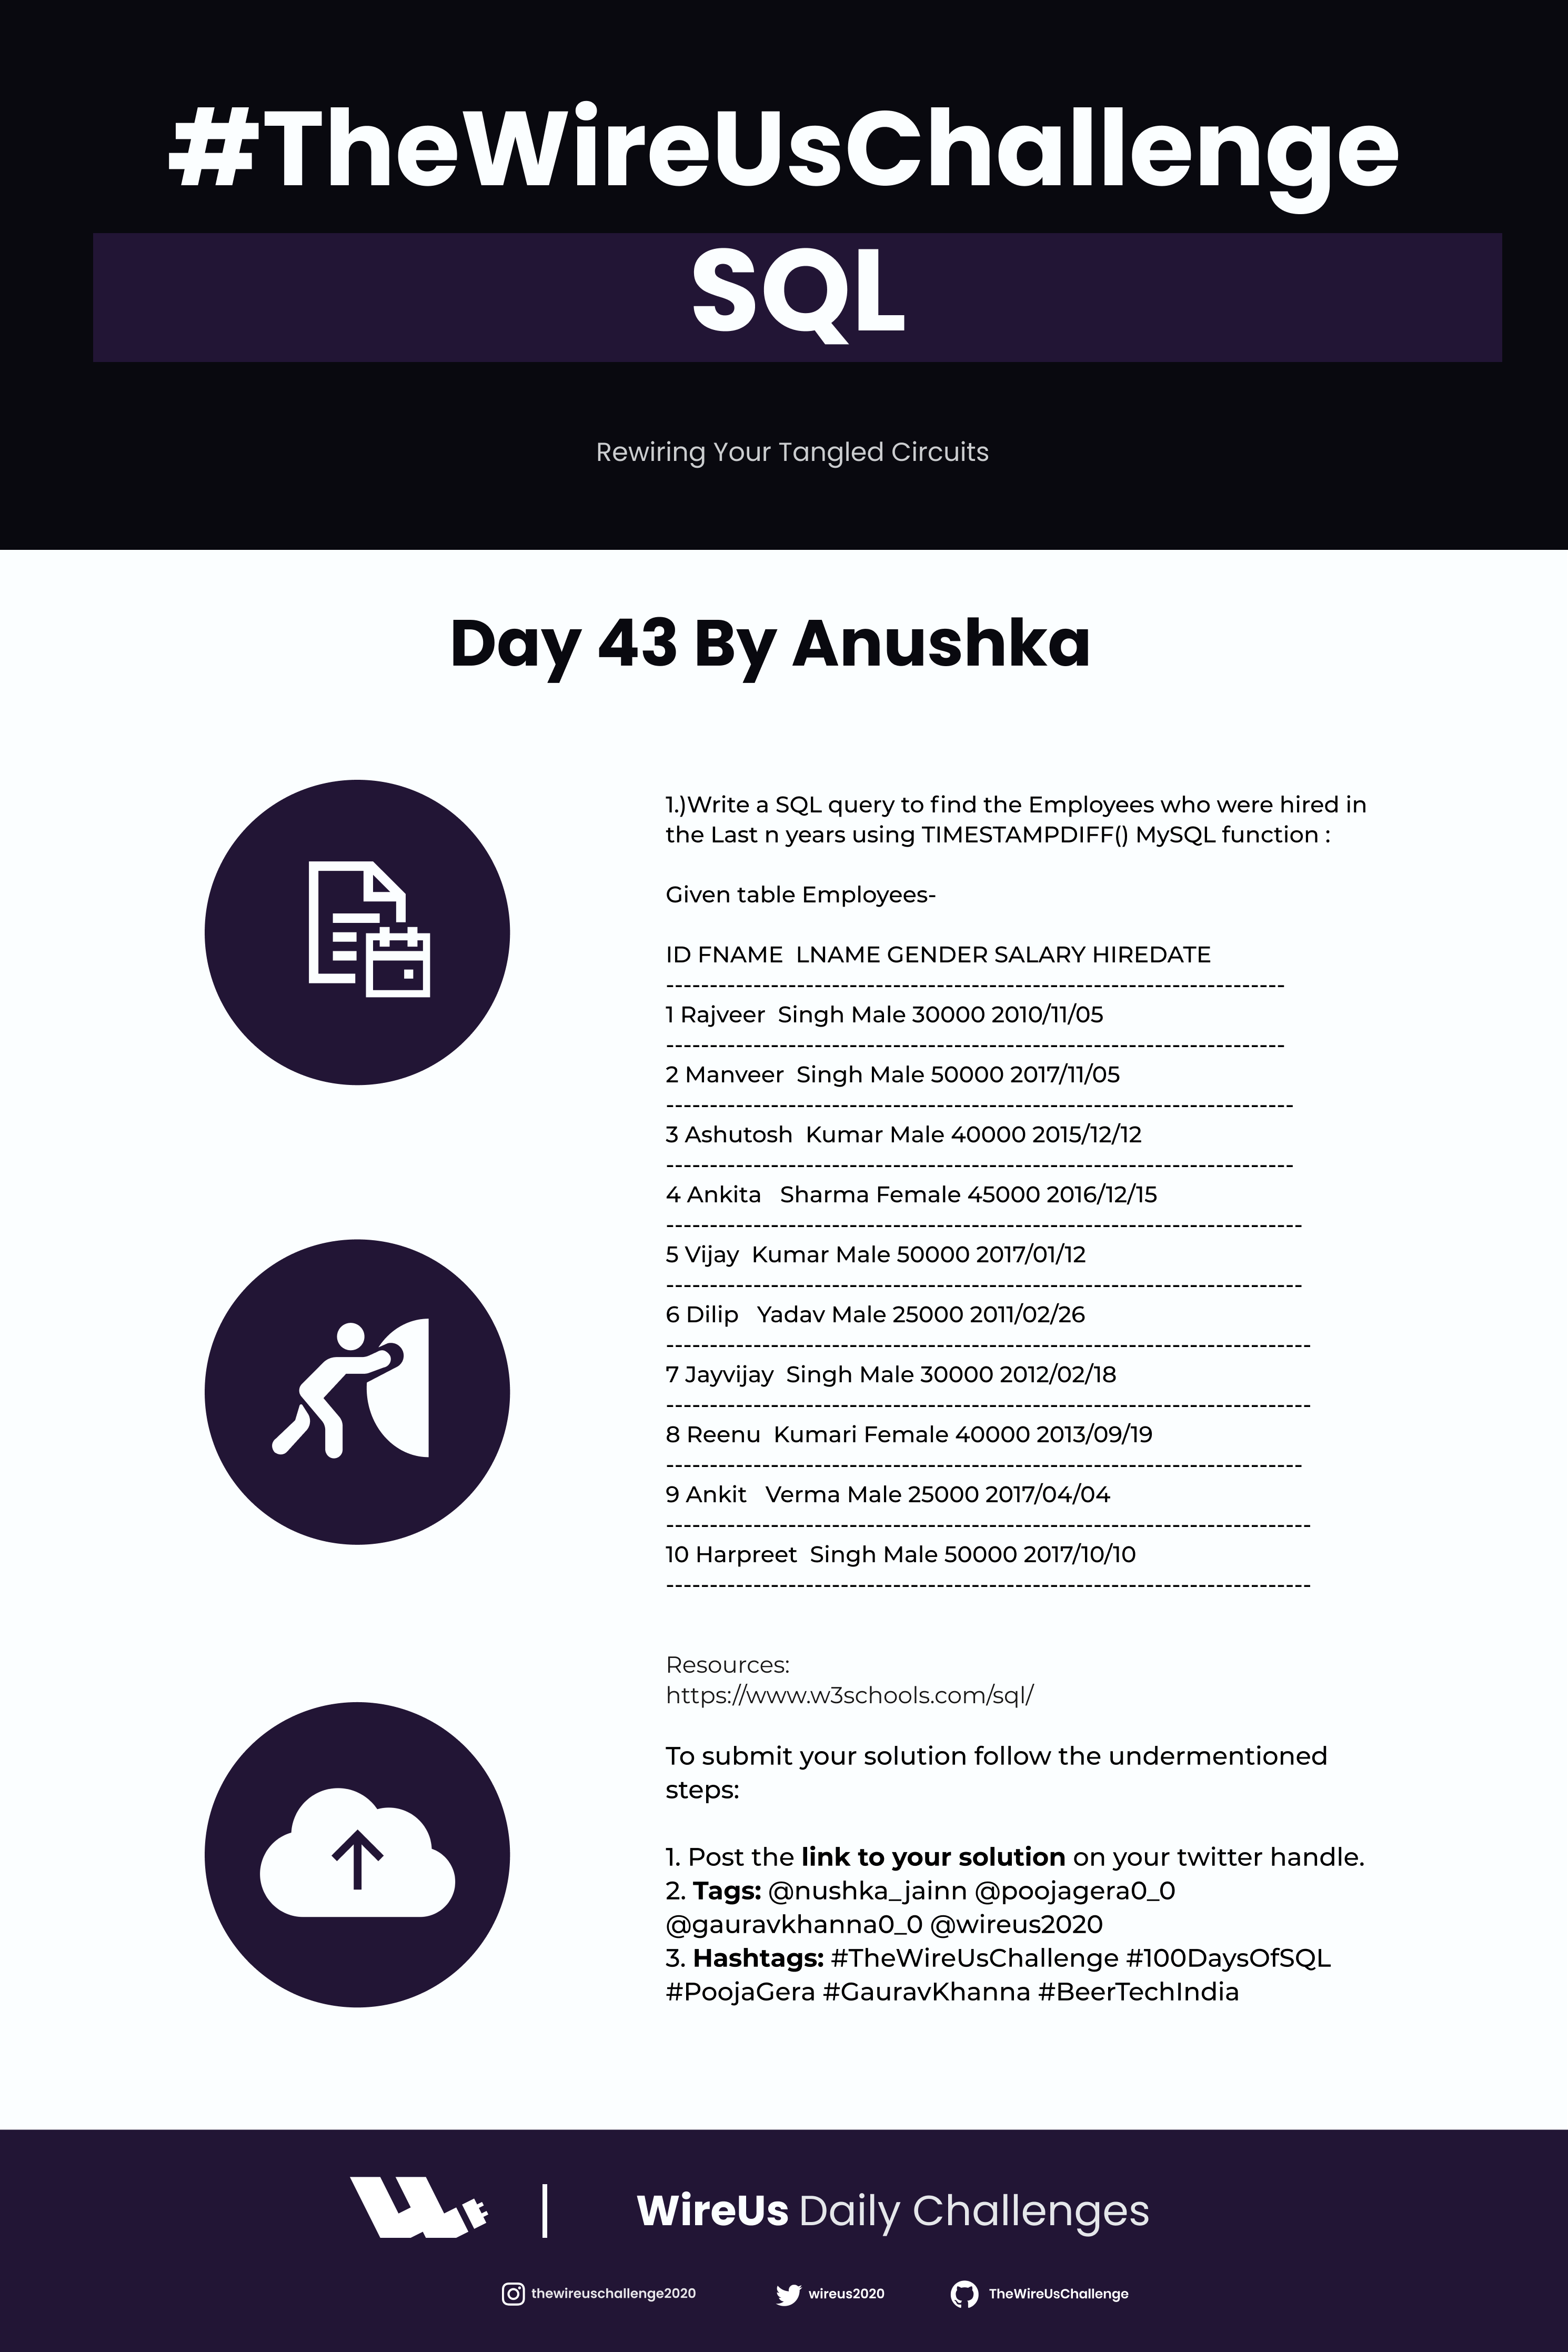 #TheWireUsChallenge
SQL
Rewiring Your Tangled Circuits
Day 43 By Anushka
1.)Write a SQL query to find the Employees who were hired in
the Last n years using TIMESTAMPDIFF() MySQL function :
Given table Employees-
ID FNAME  LNAME GENDER SALARY HIREDATE
-----------------------------------------------------------------------
1 Rajveer  Singh Male 30000 2010/11/05
-----------------------------------------------------------------------
2 Manveer  Singh Male 50000 2017/11/05
------------------------------------------------------------------------
3 Ashutosh  Kumar Male 40000 2015/12/12
------------------------------------------------------------------------
4 Ankita   Sharma Female 45000 2016/12/15
-------------------------------------------------------------------------
5 Vijay  Kumar Male 50000 2017/01/12
-------------------------------------------------------------------------
6 Dilip   Yadav Male 25000 2011/02/26
--------------------------------------------------------------------------
7 Jayvijay  Singh Male 30000 2012/02/18
--------------------------------------------------------------------------
8 Reenu  Kumari Female 40000 2013/09/19
-------------------------------------------------------------------------
9 Ankit   Verma Male 25000 2017/04/04
--------------------------------------------------------------------------
10 Harpreet  Singh Male 50000 2017/10/10
--------------------------------------------------------------------------
Resources:
https://www.w3schools.com/sql/
To submit your solution follow the undermentioned
steps:
1. Post the link to your solution on your twitter handle.
2. Tags: @nushka_jainn @poojagera0_0
@gauravkhanna0_0 @wireus2020
3. Hashtags: #TheWireUsChallenge #100DaysOfSQL
#PoojaGera #GauravKhanna #BeerTechIndia
WireUs Daily Challenges
thewireuschallenge2020 wireus2020 TheWireUsChallenge